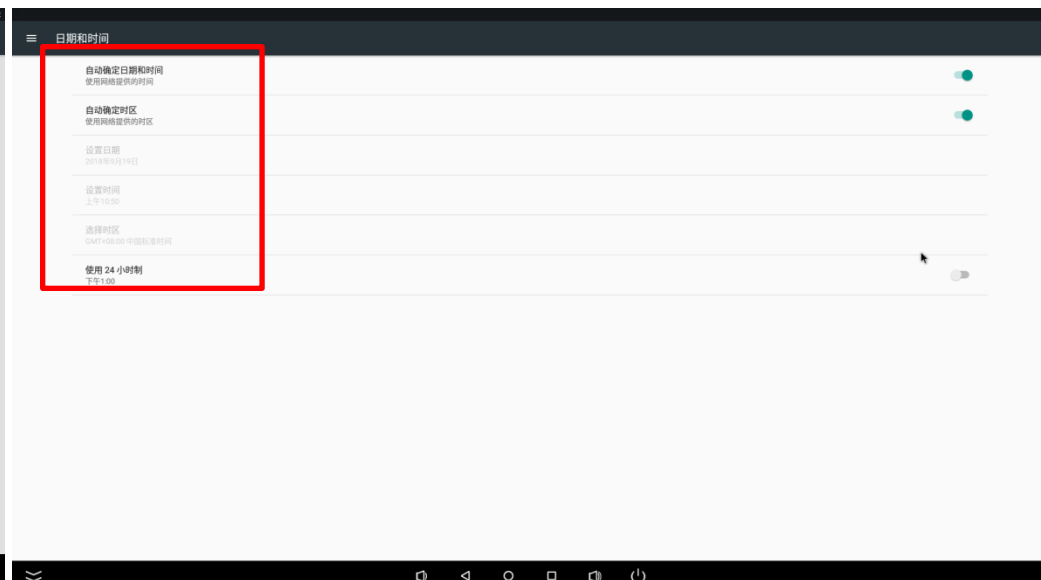 日期和时间
自动确定日期和时间
使用网络提供的时间
自动确定时区
使用网络提供的时区
设置日期
2018年9月19日
设置时间
上午10:50
选择时区
GMT+08:00 中国标准时间
使用 24 小时制
下午1:00